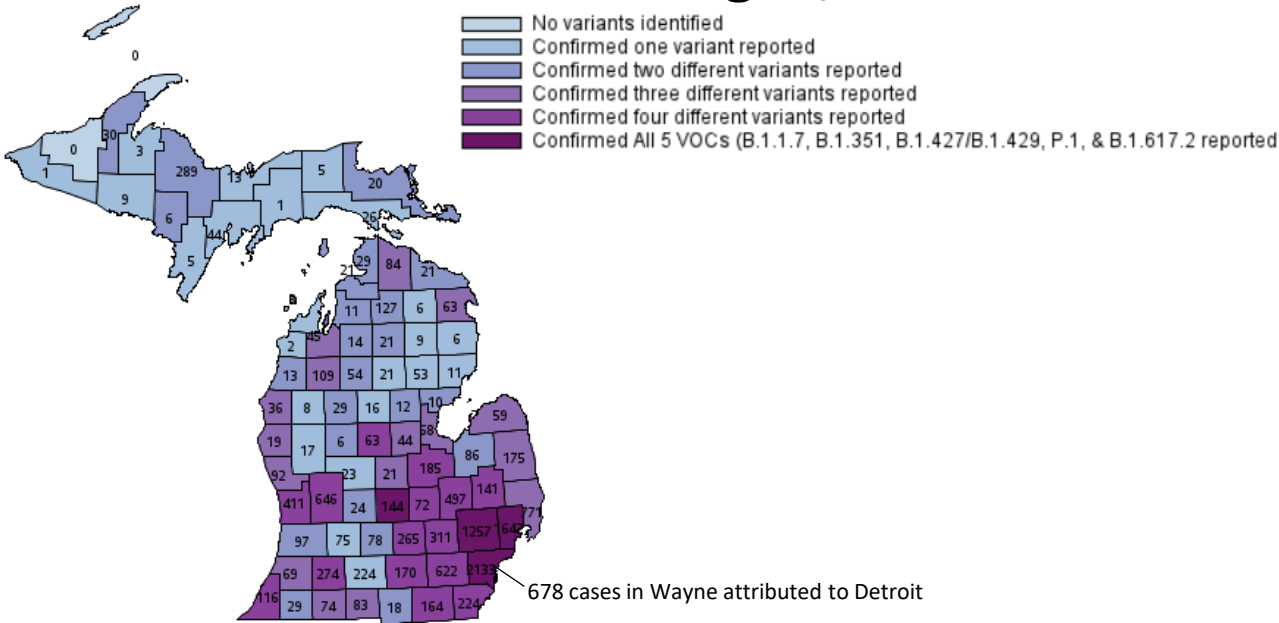 No variants identified
Confirmed one variant reported
Confirmed two different variants reported
Confirmed three different variants reported
Confirmed four different variants reported
Confirmed All 5 VOCs (B.1.1.7, B.1.351, B.1.427/B.1.429, P.1, & B.1.617.2 reported
0
30
0 3
1 289 13 5 20
9 1
6 44 26
5
29 84 21
21
11 127 6 63
45
2 14 21 9 6
13 109 54 21 53 11
36 8 29 16 12 10
59
19 17 6 63 44
86 175
92 23 21 185
411 646 24 144 72 497 141
771
97 75 78 265 311 1257
69 274 224 170 622 2133
678 cases in Wayne attributed to Detroit
116 29 74 83 18 164 224